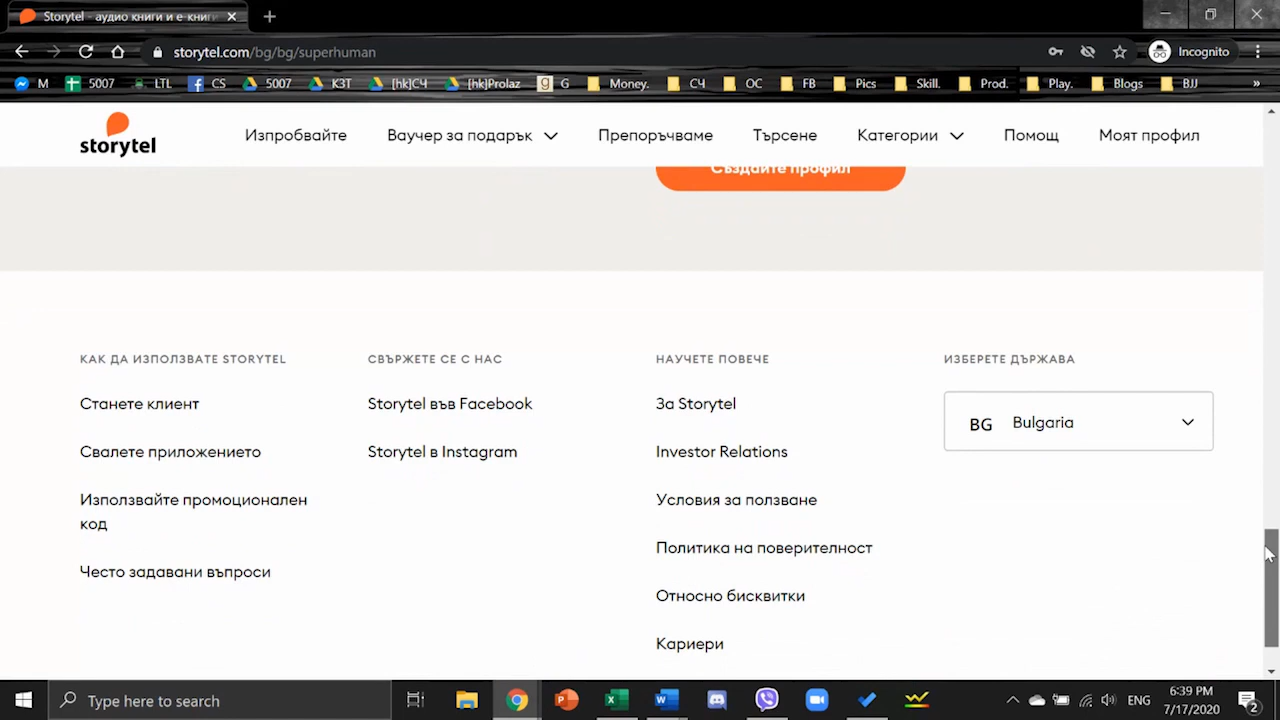 Storytel - аудио книги и е-книги
storytel.com/bg/bg/superhuman
Incognito
M 5007 LTL CS 5007 КЗТ [hk]СЧ [hk]Prolaz G Money. СЧ ОС FB Pics Skill. Prod. Play. Blogs BJJ »
storytel
Изпробвайте Ваучер за подарък Препоръчваме Търсене Категории Помощ Моят профил
Създайте профил
КАК ДА ИЗПОЛЗВАТЕ STORYTEL
Станете клиент
Свалете приложението
Използвайте промоционален
код
Често задавани въпроси
СВЪРЖЕТЕ СЕ С НАС
Storytel във Facebook
Storytel в Instagram
НАУЧЕТЕ ПОВЕЧЕ
За Storytel
Investor Relations
Условия за ползване
Политика на поверителност
Относно бисквитки
Кариери
ИЗБЕРЕТЕ ДЪРЖАВА
BG Bulgaria
Type here to search
ENG
6:39 PM
7/17/2020
2